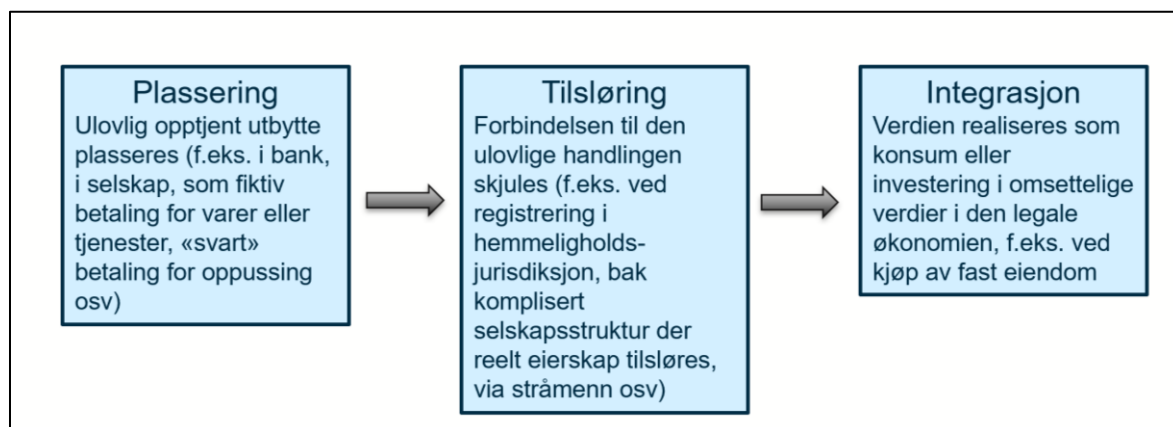 Plassering
Ulovlig opptjent utbytte
plasseres (f.eks. i bank,
i selskap, som fiktiv
betaling for varer eller
tjenester, «svart»
betaling for oppussing
osv)
Tilsløring
Forbindelsen til den
ulovlige handlingen
skjules (f.eks. ved
registrering i
hemmeligholds-
jurisdiksjon, bak
komplisert
selskapsstruktur der
reelt eierskap tilsløres,
via stråmenn osv)
Integrasjon
Verdien realiseres som
konsum eller
investering i omsettelige
verdier i den legale
økonomien, f.eks. ved
kjøp av fast eiendom